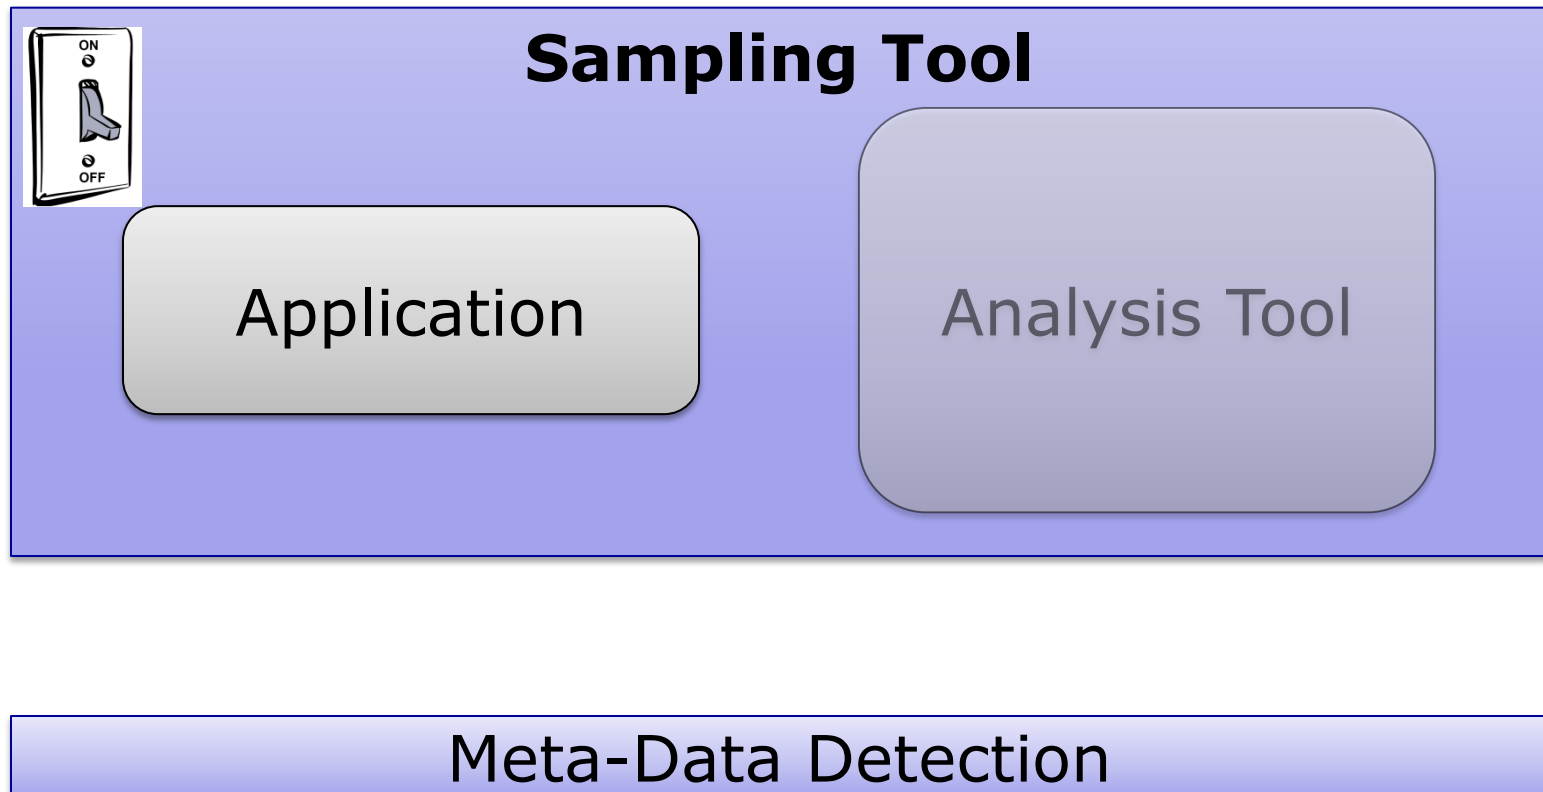 Sampling Tool
ON
OFF
Application
Analysis Tool
Meta-Data Detection